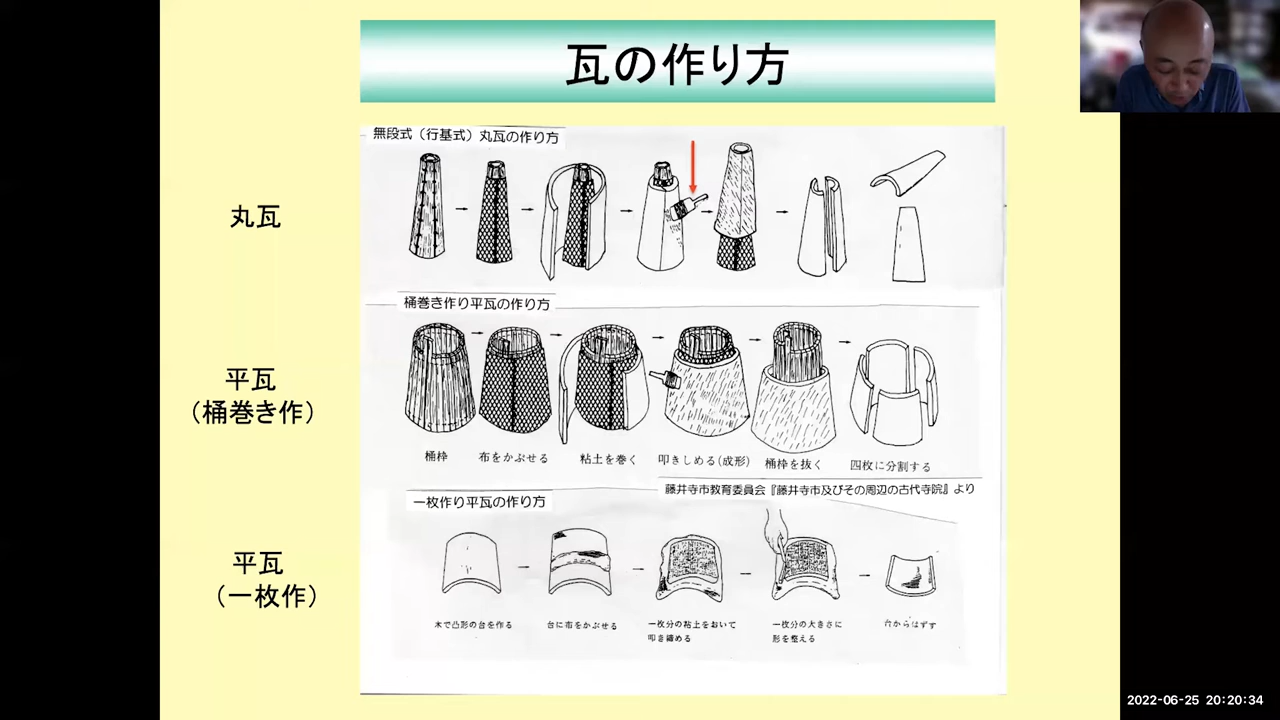 瓦の作り方
無段式（行基式）丸瓦の作り方
丸瓦
桶巻き作り平瓦の作り方
平瓦
（桶巻き作）
桶枠
布をかぶせる
粘土を巻く
叩きしめる(成形)
桶枠を抜く
四枚に分割する
藤井寺市教育委員会『藤井寺市及びその周辺の古代寺院』より
一枚作り平瓦の作り方
平瓦
（一枚作）
木で凸形の台を作る
台に布をかぶせる
一枚分の粘土をおいて
叩き締める
一枚分の大きさに
形を整える
台からはずす
2022-06-25 20:20:34